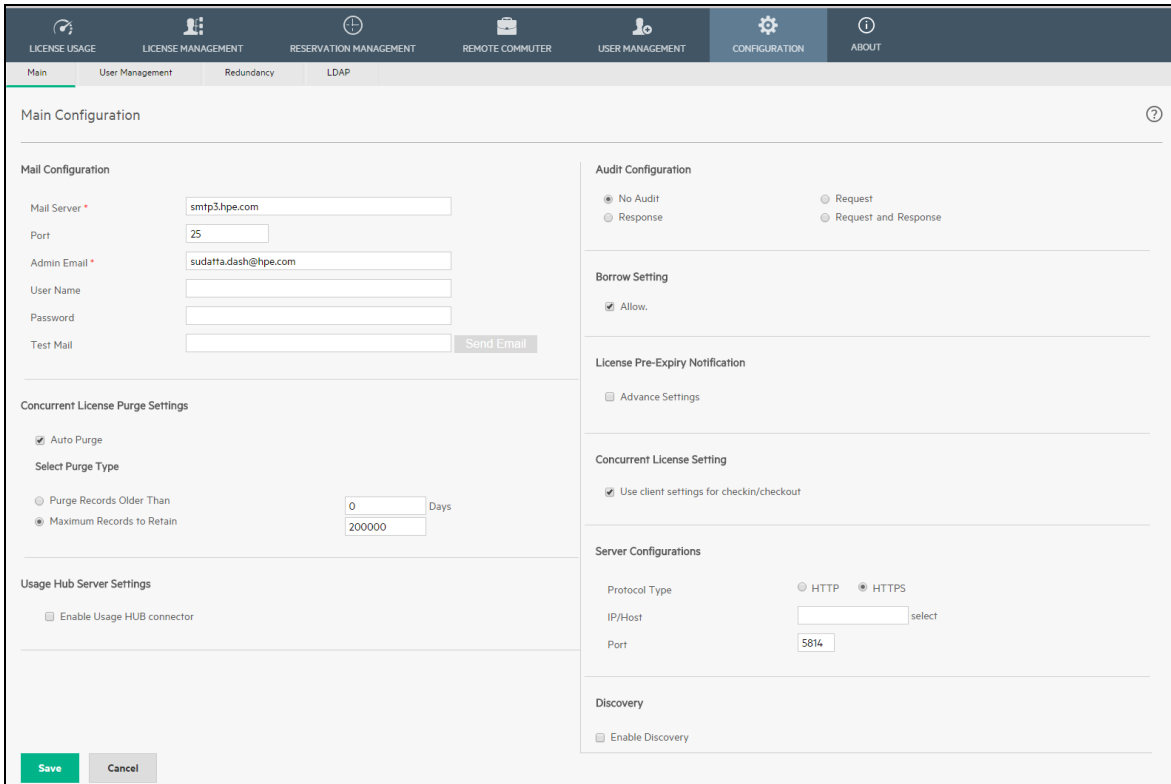 LICENSE USAGE
LICENSE MANAGEMENT
RESERVATION MANAGEMENT
REMOTE COMMUTER
USER MANAGEMENT
CONFIGURATION
ABOUT
Main
User Management
Redundancy
LDAP
Main Configuration
Mail Configuration
Mail Server *
smtp3.hpe.com
Port
25
Admin Email *
sudatta.dash@hpe.com
User Name
Password
Test Mail
Send Email
Concurrent License Purge Settings
Auto Purge
Select Purge Type
Purge Records Older Than
0
Days
Maximum Records to Retain
200000
Usage Hub Server Settings
Enable Usage HUB connector
Audit Configuration
No Audit
Request
Response
Request and Response
Borrow Setting
Allow.
License Pre-Expiry Notification
Advance Settings
Concurrent License Setting
Use client settings for checkin/checkout
Server Configurations
Protocol Type
HTTP
HTTPS
IP/Host
select
Port
5814
Discovery
Enable Discovery
Save
Cancel